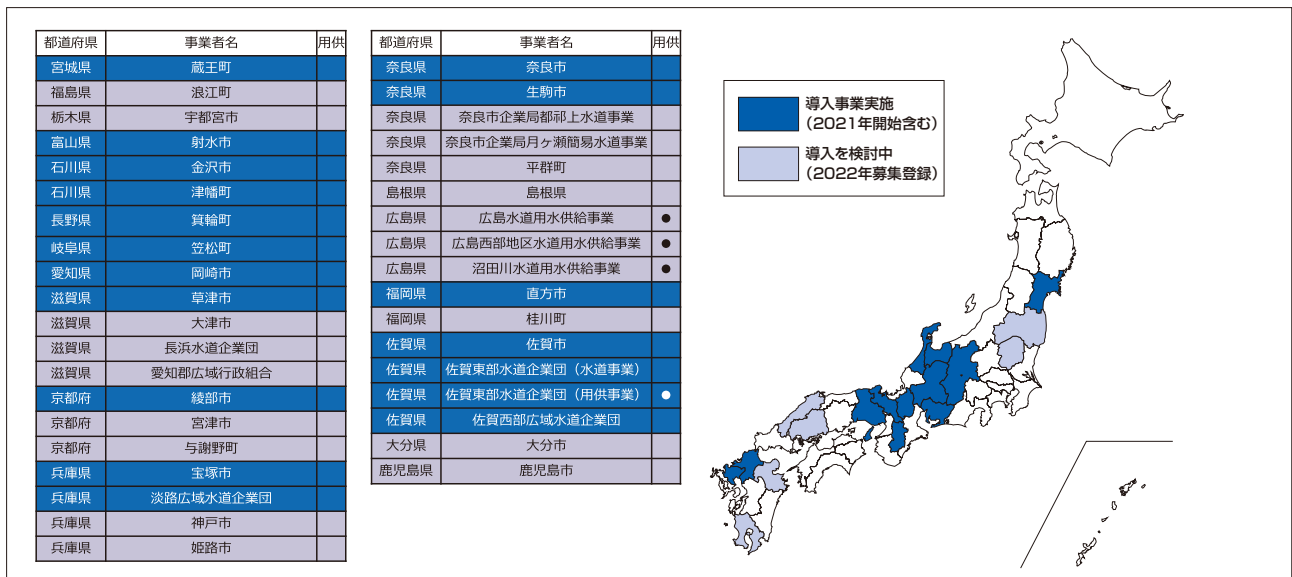 都道府県 事業者名 用供
宮城県 蔵王町
福島県 浪江町
栃木県 宇都宮市
富山県 射水市
石川県 金沢市
石川県 津幡町
長野県 箕輪町
岐阜県 笠松町
愛知県 岡崎市
滋賀県 草津市
滋賀県 大津市
滋賀県 長浜水道企業団
滋賀県 愛知郡広域行政組合
京都府 綾部市
京都府 宮津市
京都府 与謝野町
兵庫県 宝塚市
兵庫県 淡路広域水道企業団
兵庫県 神戸市
兵庫県 姫路市
都道府県 事業者名 用供
奈良県 奈良市
奈良県 生駒市
奈良県 奈良市企業局都祁上水道事業
奈良県 奈良市企業局月ヶ瀬簡易水道事業
奈良県 平群町
島根県 島根県
広島県 広島水道用水供給事業 ●
広島県 広島西部地区水道用水供給事業 ●
広島県 沼田川水道用水供給事業 ●
福岡県 直方市
福岡県 桂川町
佐賀県 佐賀市
佐賀県 佐賀東部水道企業団（水道事業）
佐賀県 佐賀東部水道企業団（用供事業） ●
佐賀県 佐賀西部広域水道企業団
大分県 大分市
鹿児島県 鹿児島市
導入事業実施
（2021年開始含む）
導入を検討中
（2022年募集登録）